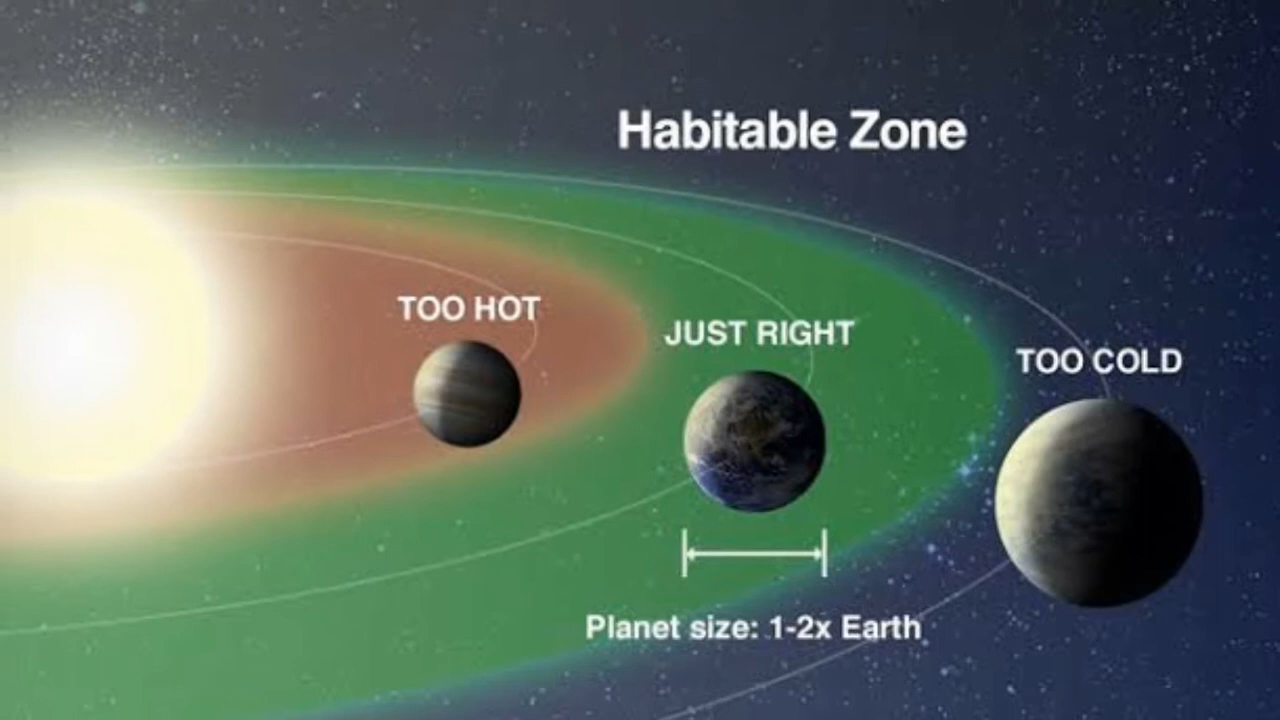 Habitable Zone
TOO HOT
JUST RIGHT
TOO COLD
Planet size: 1-2x Earth